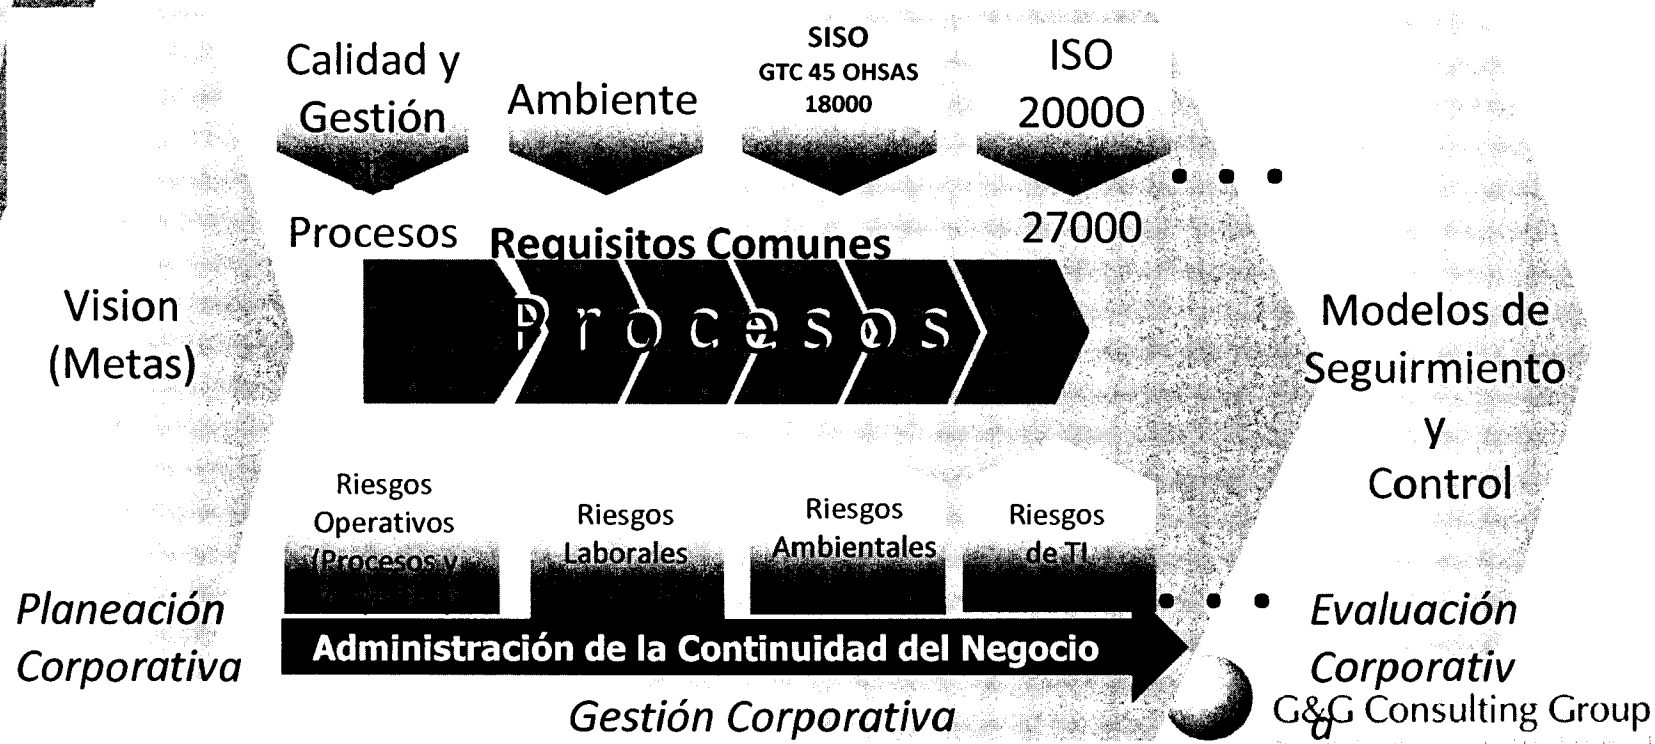 Calidad y
Gestión
Procesos
Ambiente
SISO
GTC 45 OHSAS
18000
ISO
2000O
27000
Requisitos Comunes
Procesos
Vision
(Metas)
Modelos de
Seguirmiento
y
Control
Riesgos
Operativos
(Procesos y
Riesgos
Laborales
Riesgos
Ambientales
Riesgos
de TI
Planeación
Corporativa
Administración de la Continuidad del Negocio
Gestión Corporativa
Evaluación
Corporativ
a
G&G Consulting Group